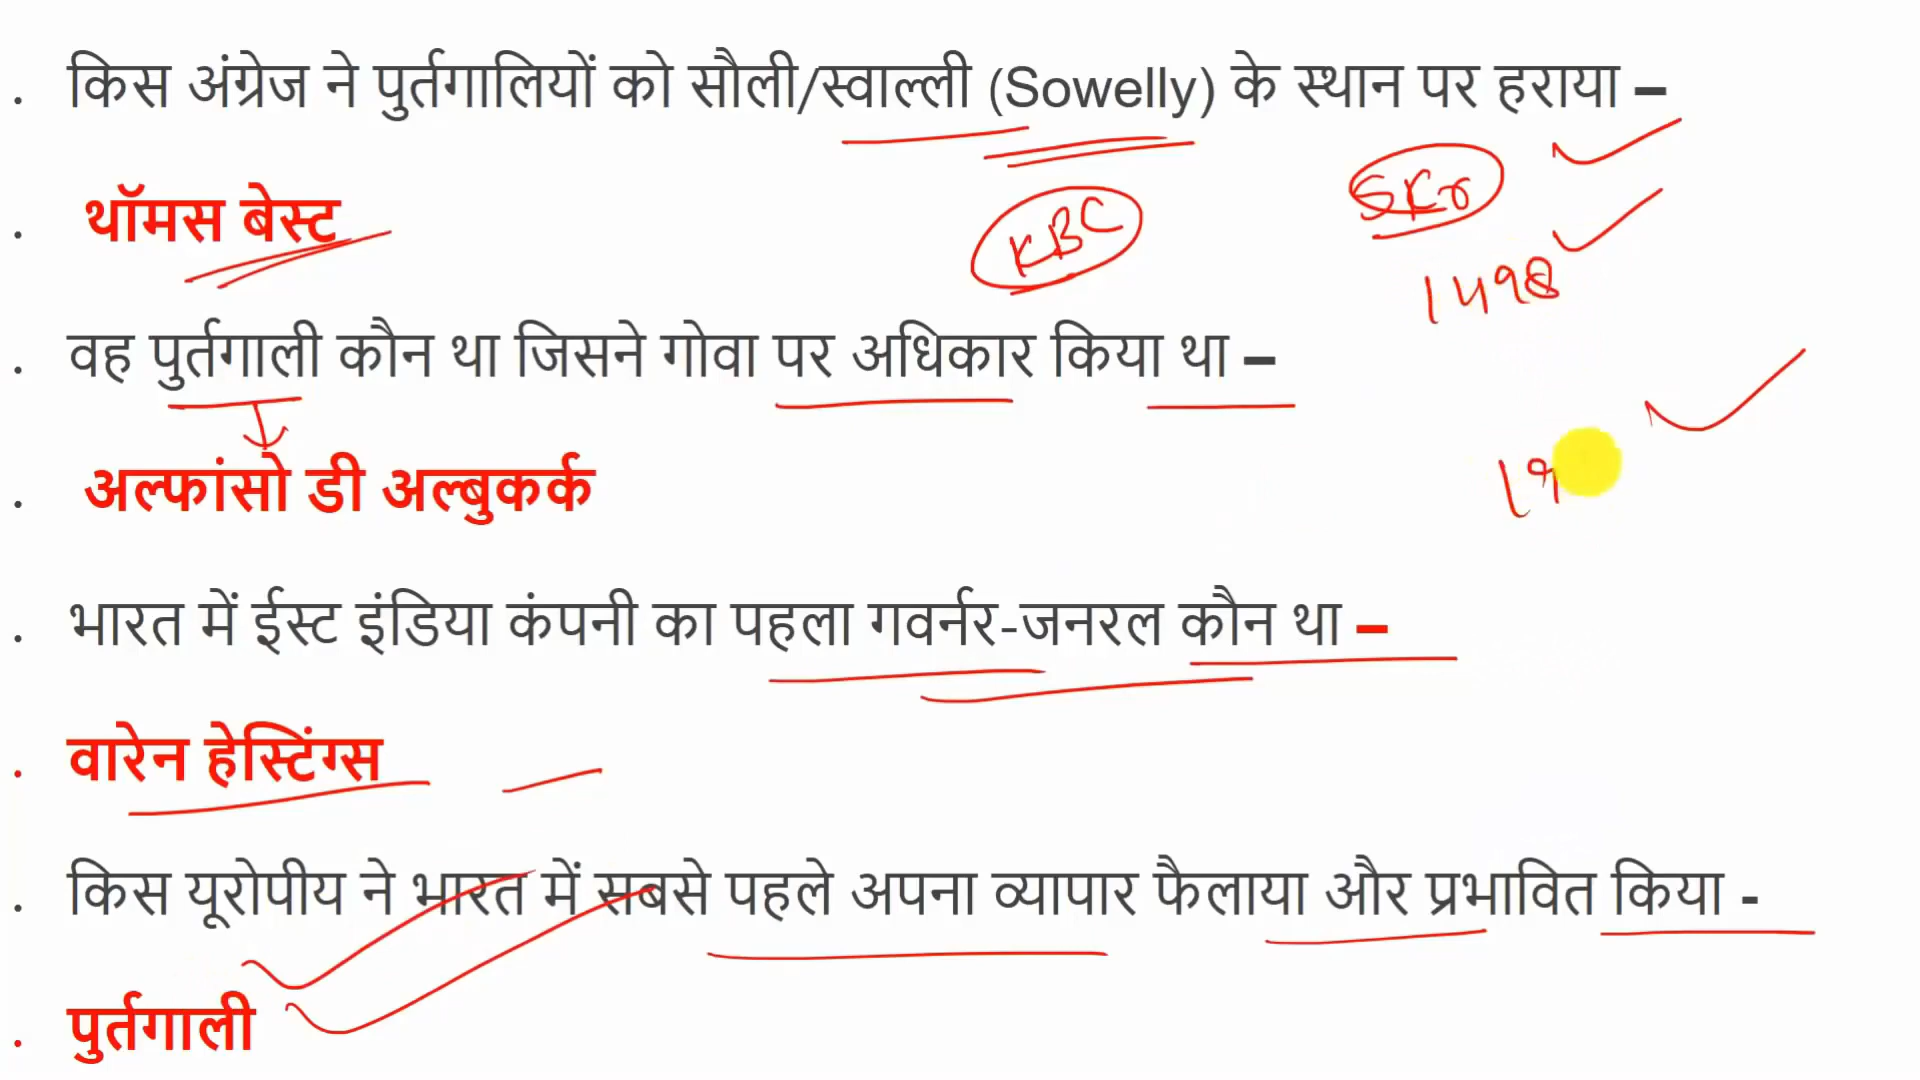 . किस अंग्रेज ने पुर्तगालियों को सौली/स्वाल्ली (Sowelly) के स्थान पर हराया –
. थॉमस बेस्ट
KBC
1498
. वह पुर्तगाली कौन था जिसने गोवा पर अधिकार किया था –
. अल्फांसो डी अल्बुकर्क
. भारत में ईस्ट इंडिया कंपनी का पहला गवर्नर-जनरल कौन था –
. वारेन हेस्टिंग्स
. किस यूरोपीय ने भारत में सबसे पहले अपना व्यापार फैलाया और प्रभावित किया -
. पुर्तगाली